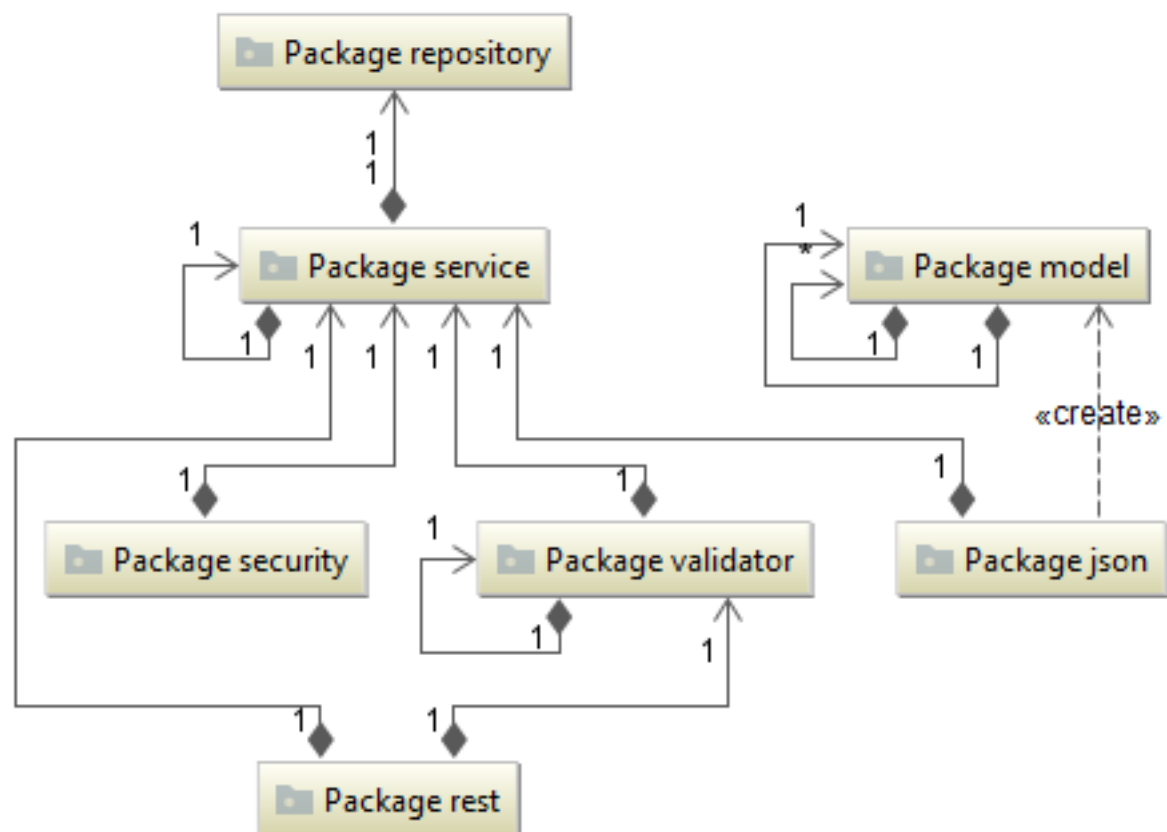 Package repository
1
1
1
Package service
1
1
*
Package model
1
1
1
1
1
1
1
«create»
1
1
1
Package security
1
Package validator
Package json
1
1
1
1
Package rest